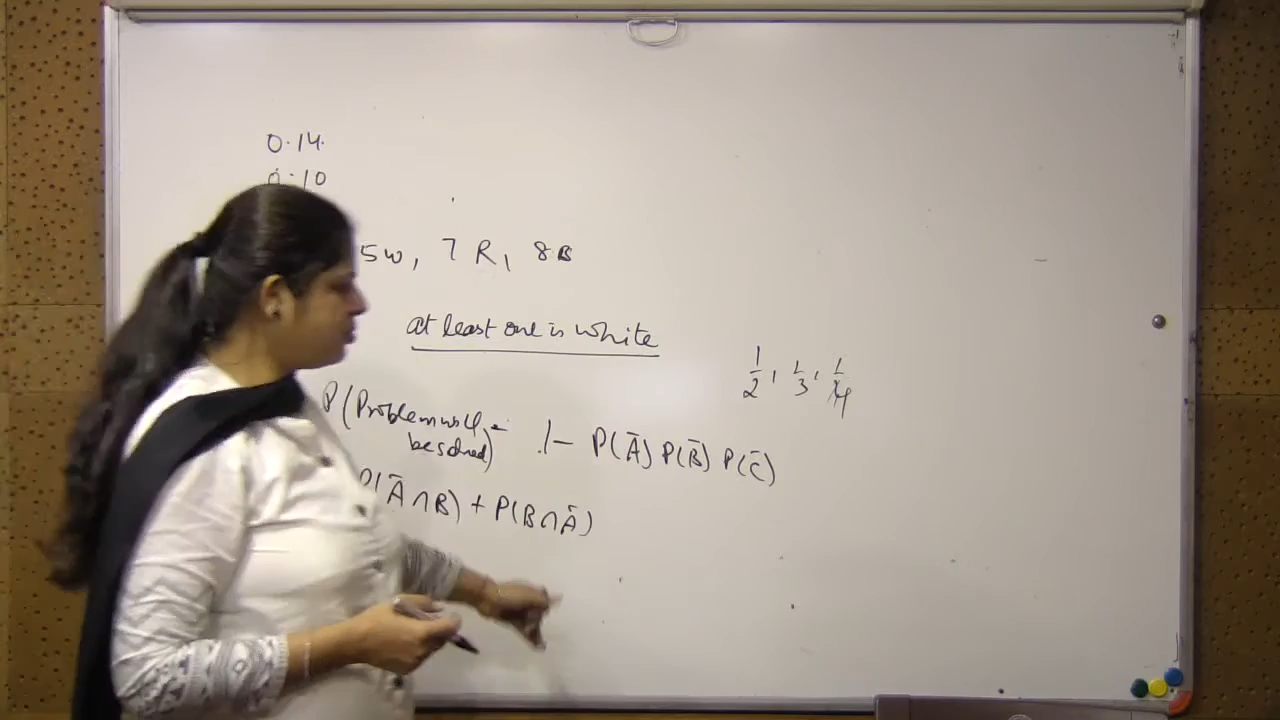 0.14.
0.10
5W, 7 R, 8B
at least one is white
1/2, 1/3, 1/4
P(Problem will be solved) = 1 - P(Ā) P(B̄) P(C̄)
P(Ā∩B) + P(B∩Ā)